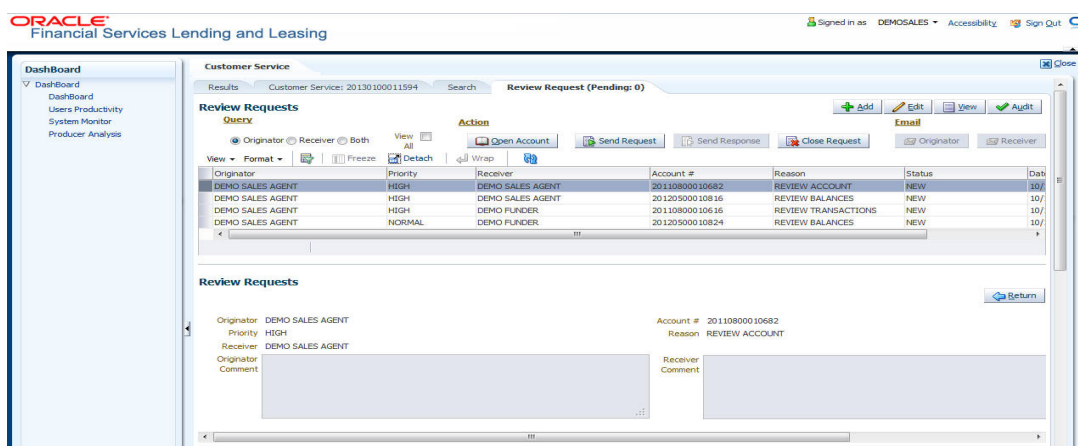 ORACLE
Financial Services Lending and Leasing
Signed in as DEMOSALES Accessibility Sign Out
DashBoard
DashBoard
DashBoard
Users Productivity
System Monitor
Producer Analysis
Customer Service
Close
Results Customer Service: 20130100011594 Search Review Request (Pending: 0)
Review Requests
Add Edit View Audit
Query Action Email
Originator Receiver Both View All
Open Account Send Request Send Response Close Request Originator Receiver
View Format Freeze Detach Wrap
Originator Priority Receiver Account # Reason Status Dat
DEMO SALES AGENT HIGH DEMO SALES AGENT 20110800010682 REVIEW ACCOUNT NEW 10/
DEMO SALES AGENT HIGH DEMO SALES AGENT 20120500010816 REVIEW BALANCES NEW 10/
DEMO SALES AGENT HIGH DEMO FUNDER 20110800010616 REVIEW TRANSACTIONS NEW 10/
DEMO SALES AGENT NORMAL DEMO FUNDER 20120500010824 REVIEW BALANCES NEW 10/
Review Requests
Return
Originator DEMO SALES AGENT
Priority HIGH
Receiver DEMO SALES AGENT
Originator Comment
Account # 20110800010682
Reason REVIEW ACCOUNT
Receiver Comment